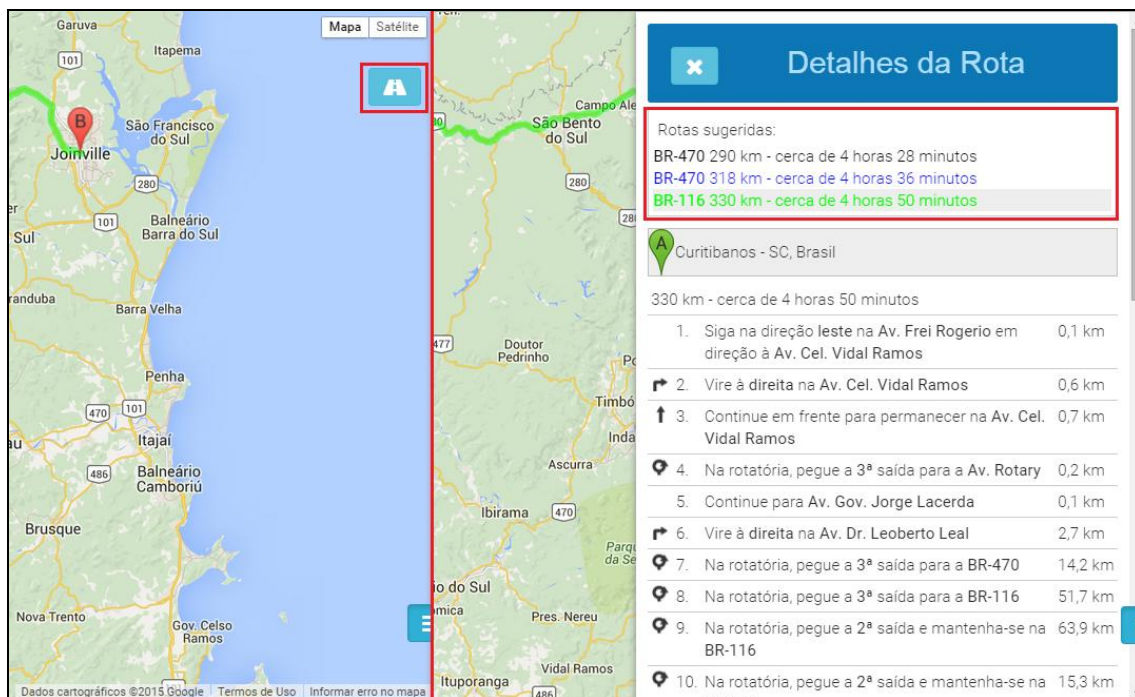 Garuva
101
Itapema
Mapa
Satélite
B
Joinville
São Francisco
do Sul
280
101
Balneário
Barra do Sul
Sul
Barra Velha
Penha
470
101
Itajaí
486
Balneário
Camboriú
Brusque
Nova Trento
Gov. Celso
Ramos
Dados cartográficos ©2015 Google
Termos de Uso
Informar erro no mapa
São Bento
do Sul
280
477
Doutor
Pedrinho
Timbó
Ascurra
Ibirama
470
io do Sul
Pres. Nereu
Vidal Ramos
Ituporanga
486
Detalhes da Rota
Rotas sugeridas:
BR-470 290 km - cerca de 4 horas 28 minutos
BR-470 318 km - cerca de 4 horas 36 minutos
BR-116 330 km - cerca de 4 horas 50 minutos
A
Curitibanos - SC, Brasil
330 km - cerca de 4 horas 50 minutos
1. Siga na direção leste na Av. Frei Rogerio em 0,1 km
direção à Av. Cel. Vidal Ramos
2. Vire à direita na Av. Cel. Vidal Ramos 0,6 km
3. Continue em frente para permanecer na Av. Cel. 0,7 km
Vidal Ramos
4. Na rotatória, pegue a 3ª saída para a Av. Rotary 0,2 km
5. Continue para Av. Gov. Jorge Lacerda 0,1 km
6. Vire à direita na Av. Dr. Leoberto Leal 2,7 km
7. Na rotatória, pegue a 3ª saída para a BR-470 14,2 km
8. Na rotatória, pegue a 3ª saída para a BR-116 51,7 km
9. Na rotatória, pegue a 2ª saída e mantenha-se na 63,9 km
BR-116
10. Na rotatória, pegue a 2ª saída e mantenha-se na 15,3 km